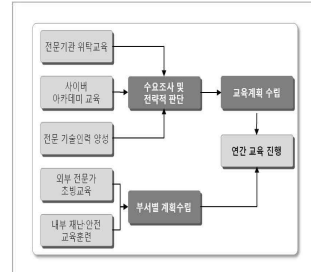 전문기관 위탁교육
사이버
아카데미 교육
전문 기술인력 양성
수요조사 및
전략적 판단
교육계획 수립
연간 교육 진행
외부 전문가
초빙교육
내부 재난·안전
교육훈련
부서별 계획수립